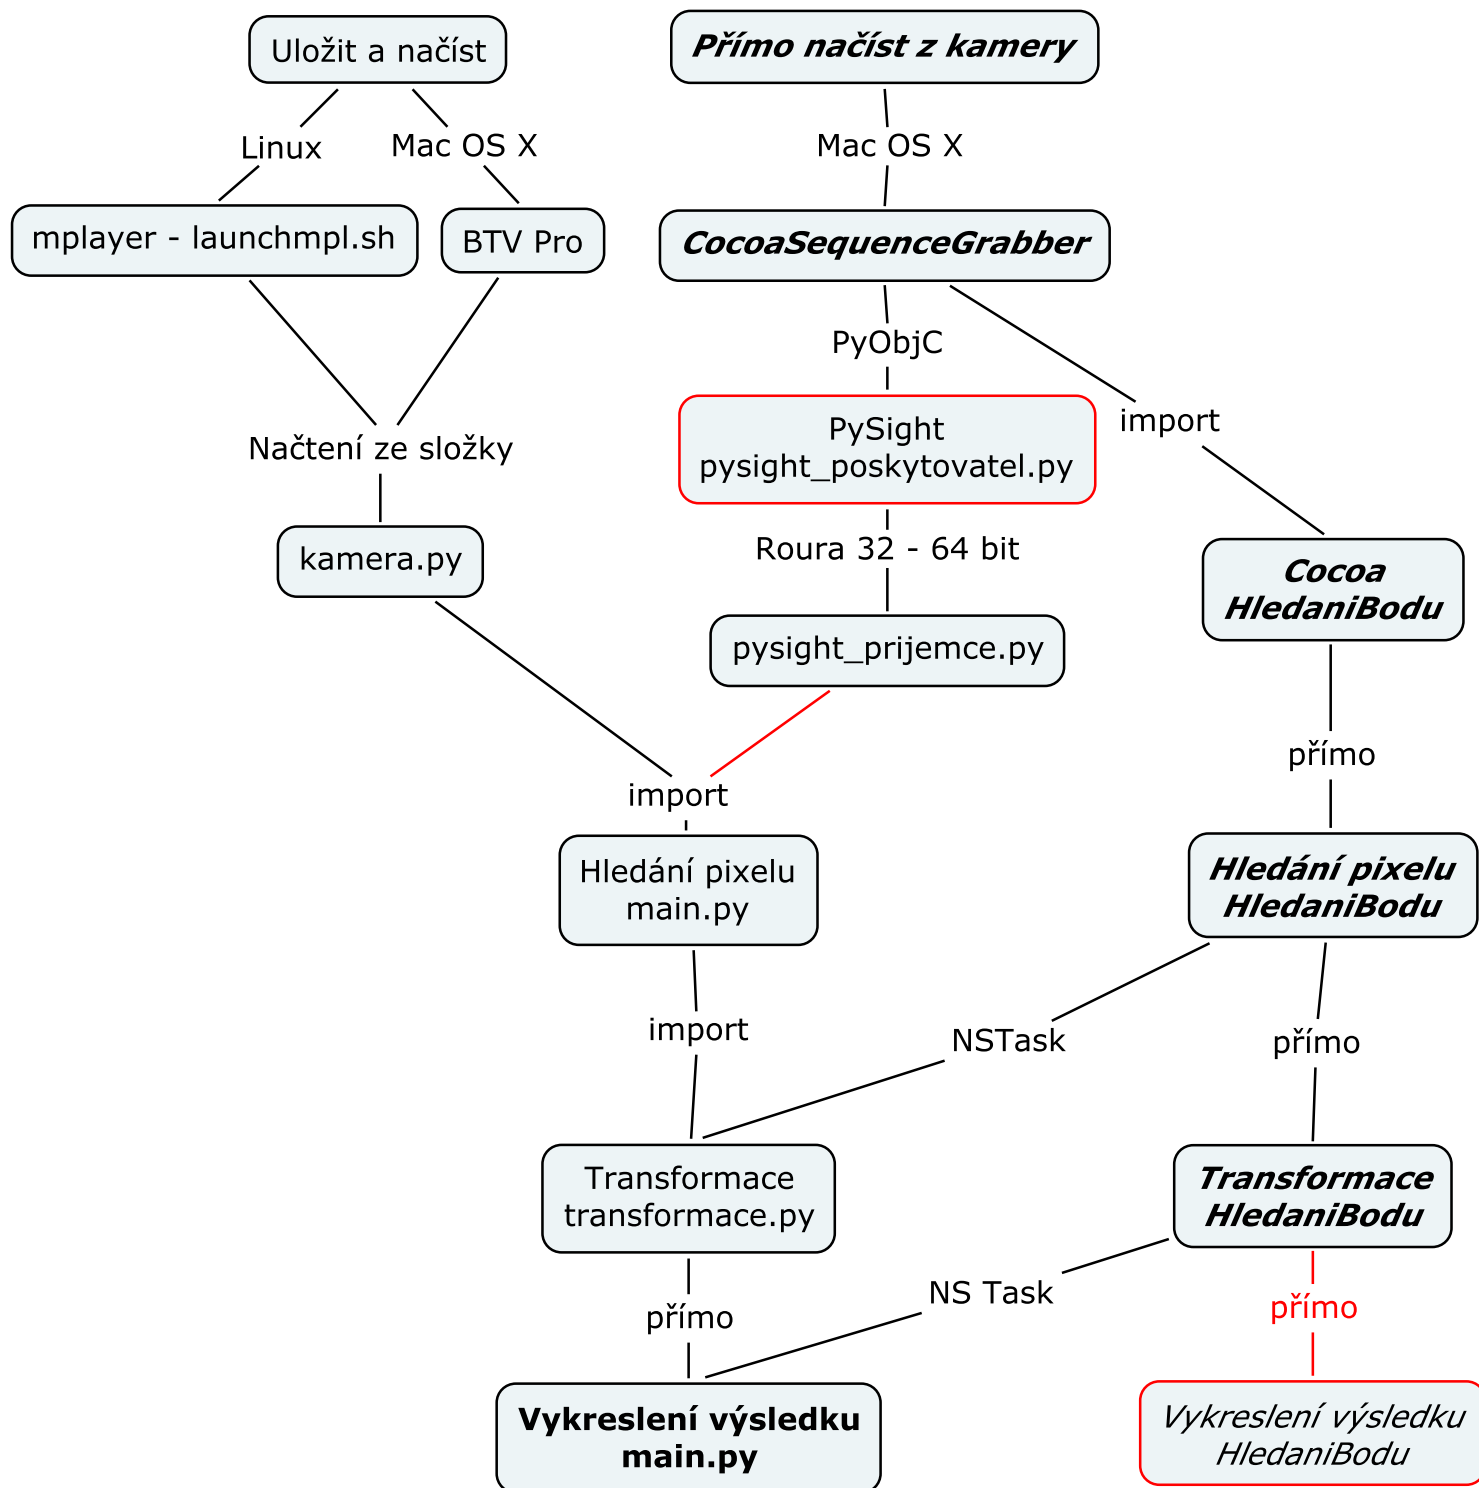 Uložit a načíst
Přímo načíst z kamery
Linux
Mac OS X
Mac OS X
mplayer - launchmpl.sh
BTV Pro
CocoaSequenceGrabber
PyObjC
import
PySight
pysight_poskytovatel.py
Načtení ze složky
Roura 32 - 64 bit
kamera.py
Cocoa
HledaniBodu
pysight_prijemce.py
přímo
import
Hledání pixelu
main.py
Hledání pixelu
HledaniBodu
import
NSTask
přímo
Transformace
transformace.py
Transformace
HledaniBodu
NS Task
přímo
přímo
Vykreslení výsledku
main.py
Vykreslení výsledku
HledaniBodu